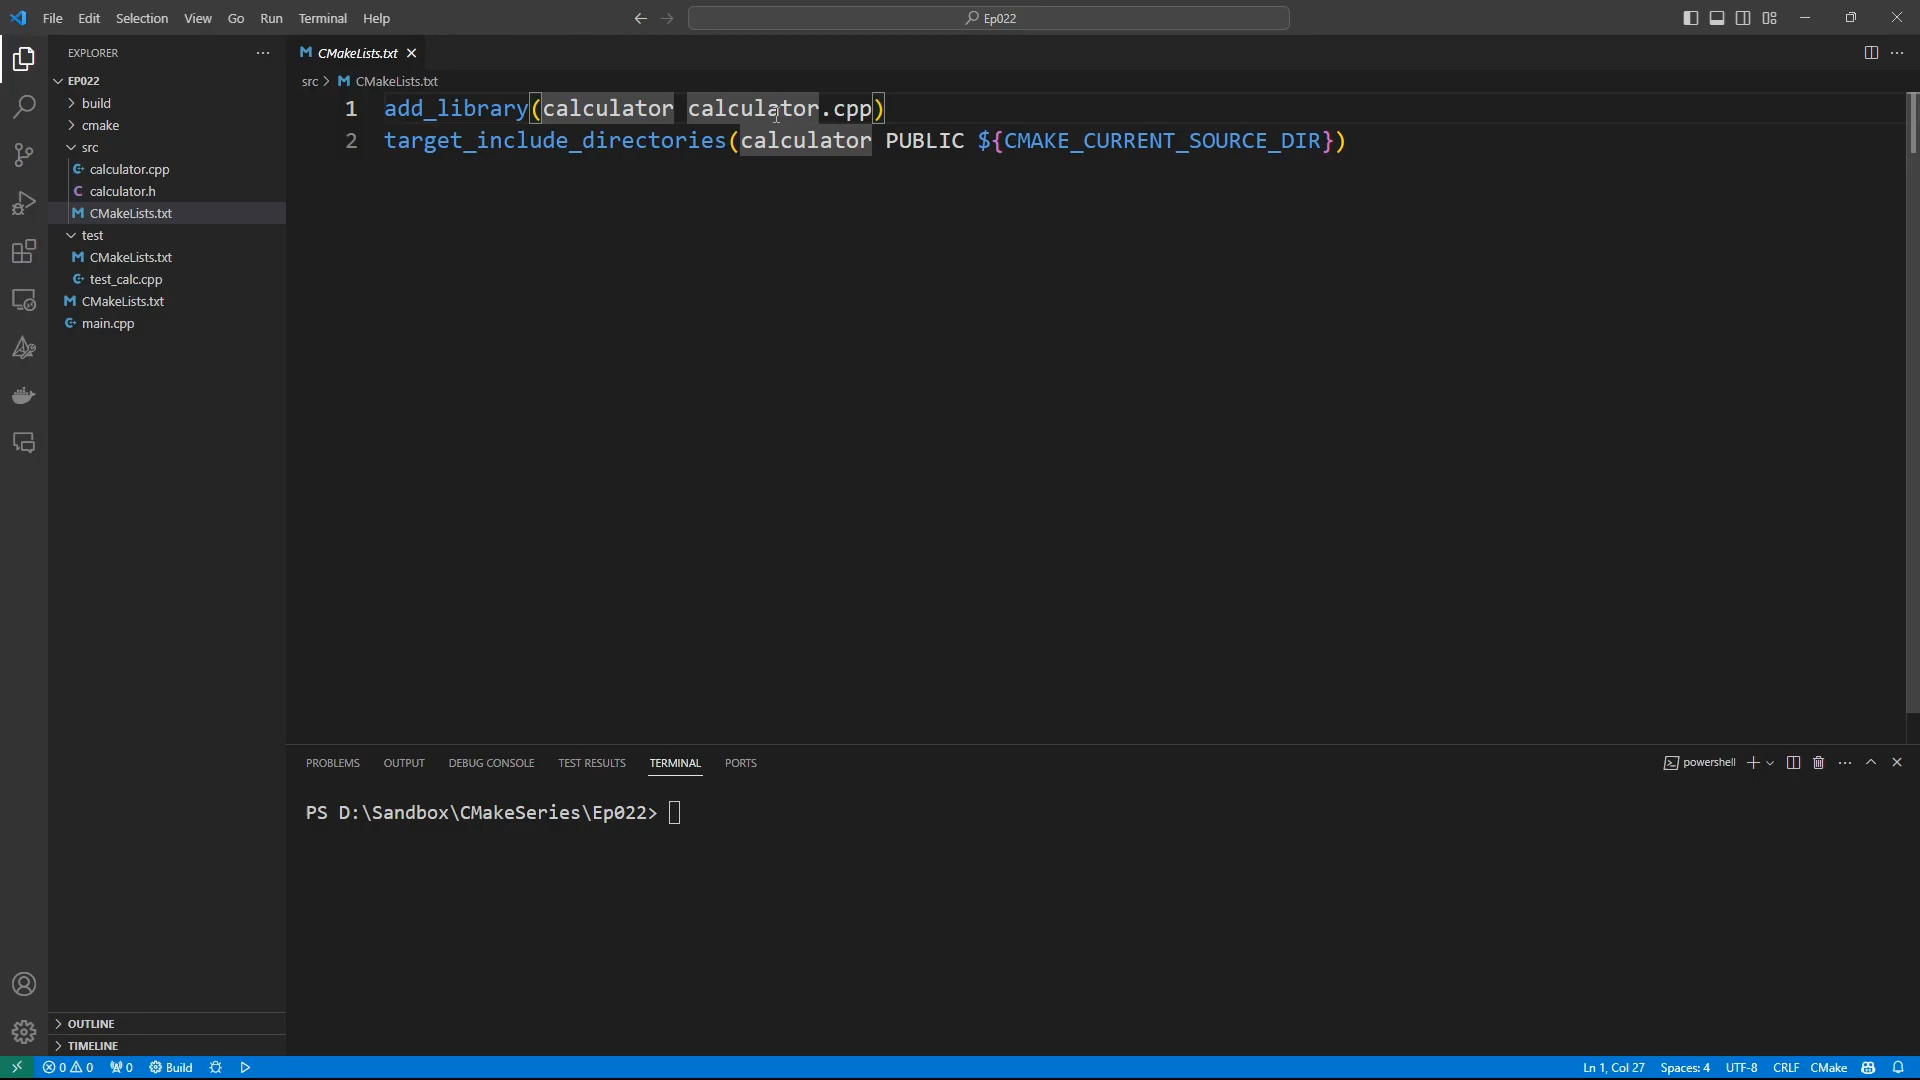 File Edit Selection View Go Run Terminal Help
Ep022
EXPLORER
CMakeLists.txt
EP022
build
cmake
src
calculator.cpp
calculator.h
CMakeLists.txt
test
CMakeLists.txt
test_calc.cpp
CMakeLists.txt
main.cpp
OUTLINE
TIMELINE
src > CMakeLists.txt
1 add_library(calculator calculator.cpp)
2 target_include_directories(calculator PUBLIC ${CMAKE_CURRENT_SOURCE_DIR})
PROBLEMS OUTPUT DEBUG CONSOLE TEST RESULTS TERMINAL PORTS
powershell
PS D:\Sandbox\CMakeSeries\Ep022>
0 0 0 Build
Ln 1, Col 27 Spaces: 4 UTF-8 CRLF CMake